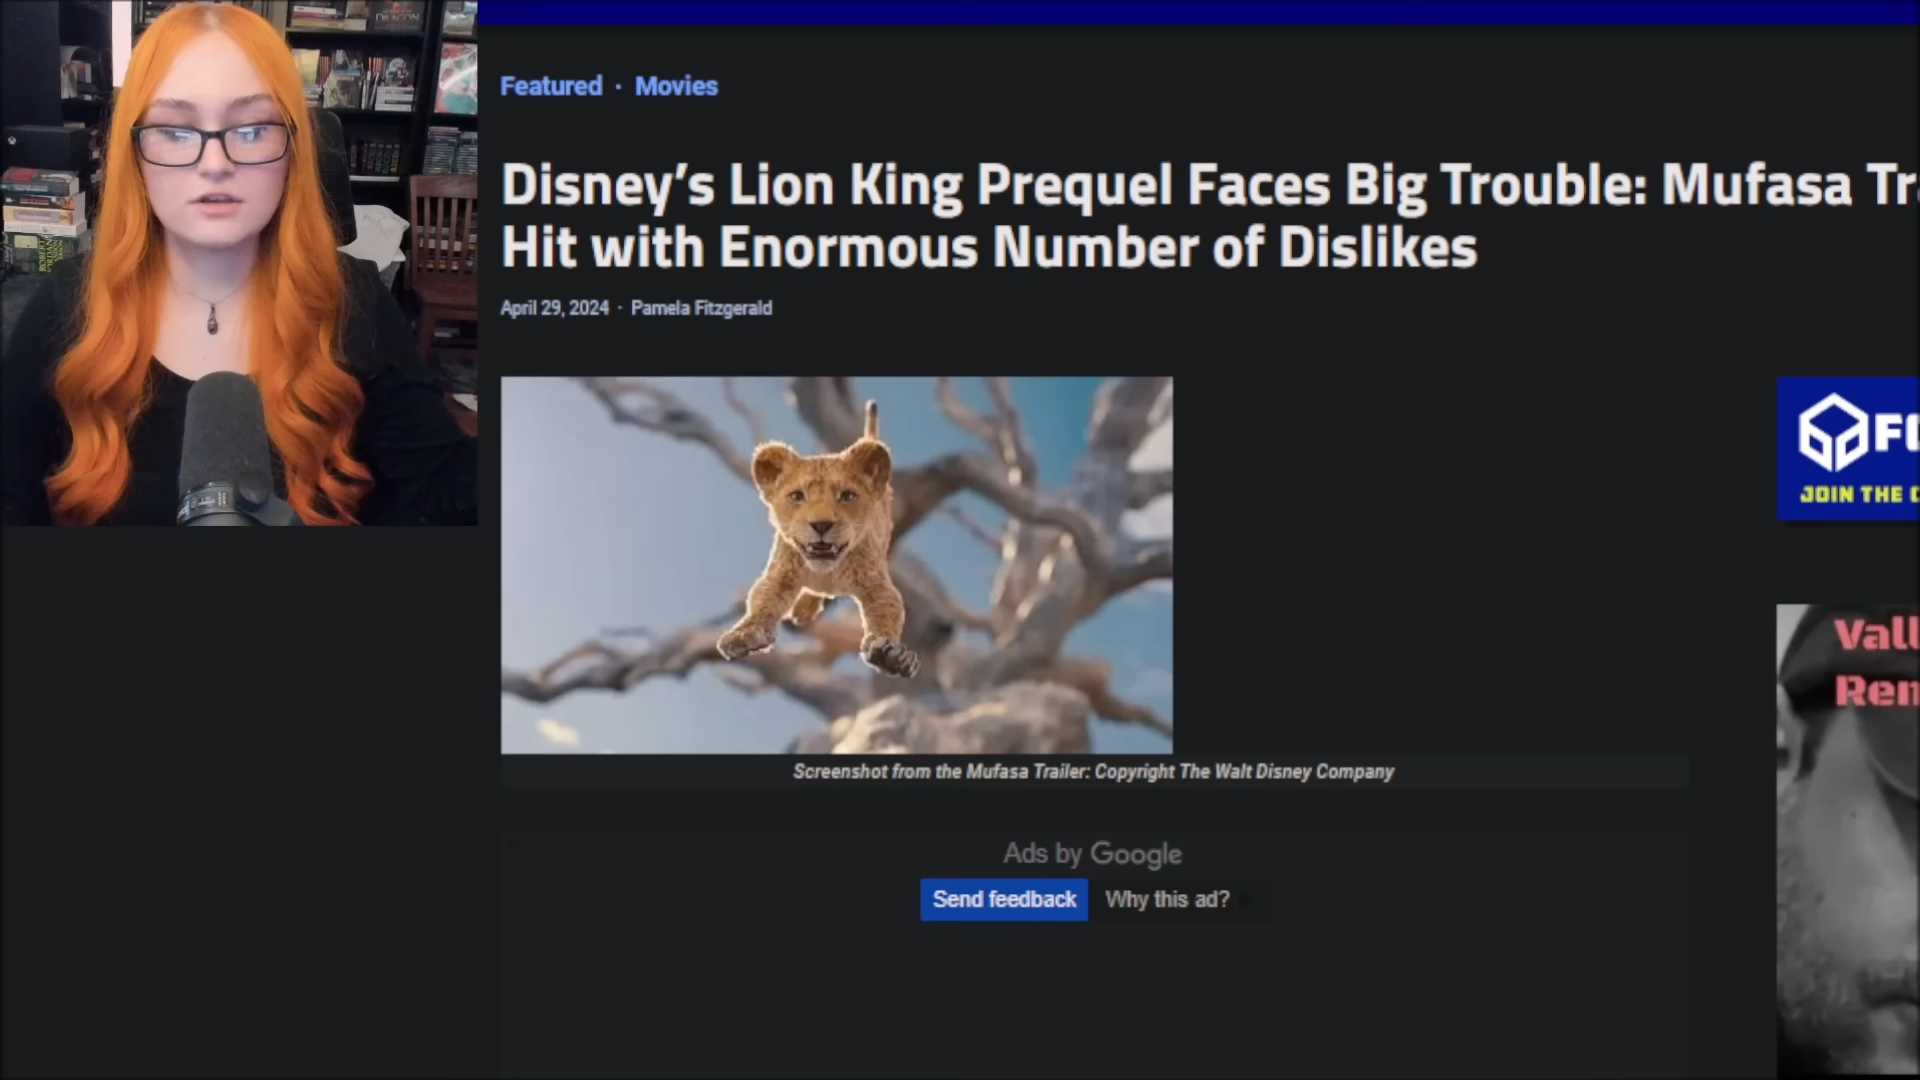 DRAGON
Featured · Movies
Disney's Lion King Prequel Faces Big Trouble: Mufasa Tr
Hit with Enormous Number of Dislikes
April 29, 2024 · Pamela Fitzgerald
JOIN THE
Screenshot from the Mufasa Trailer: Copyright The Walt Disney Company
Ads by Google
Send feedback
Why this ad?